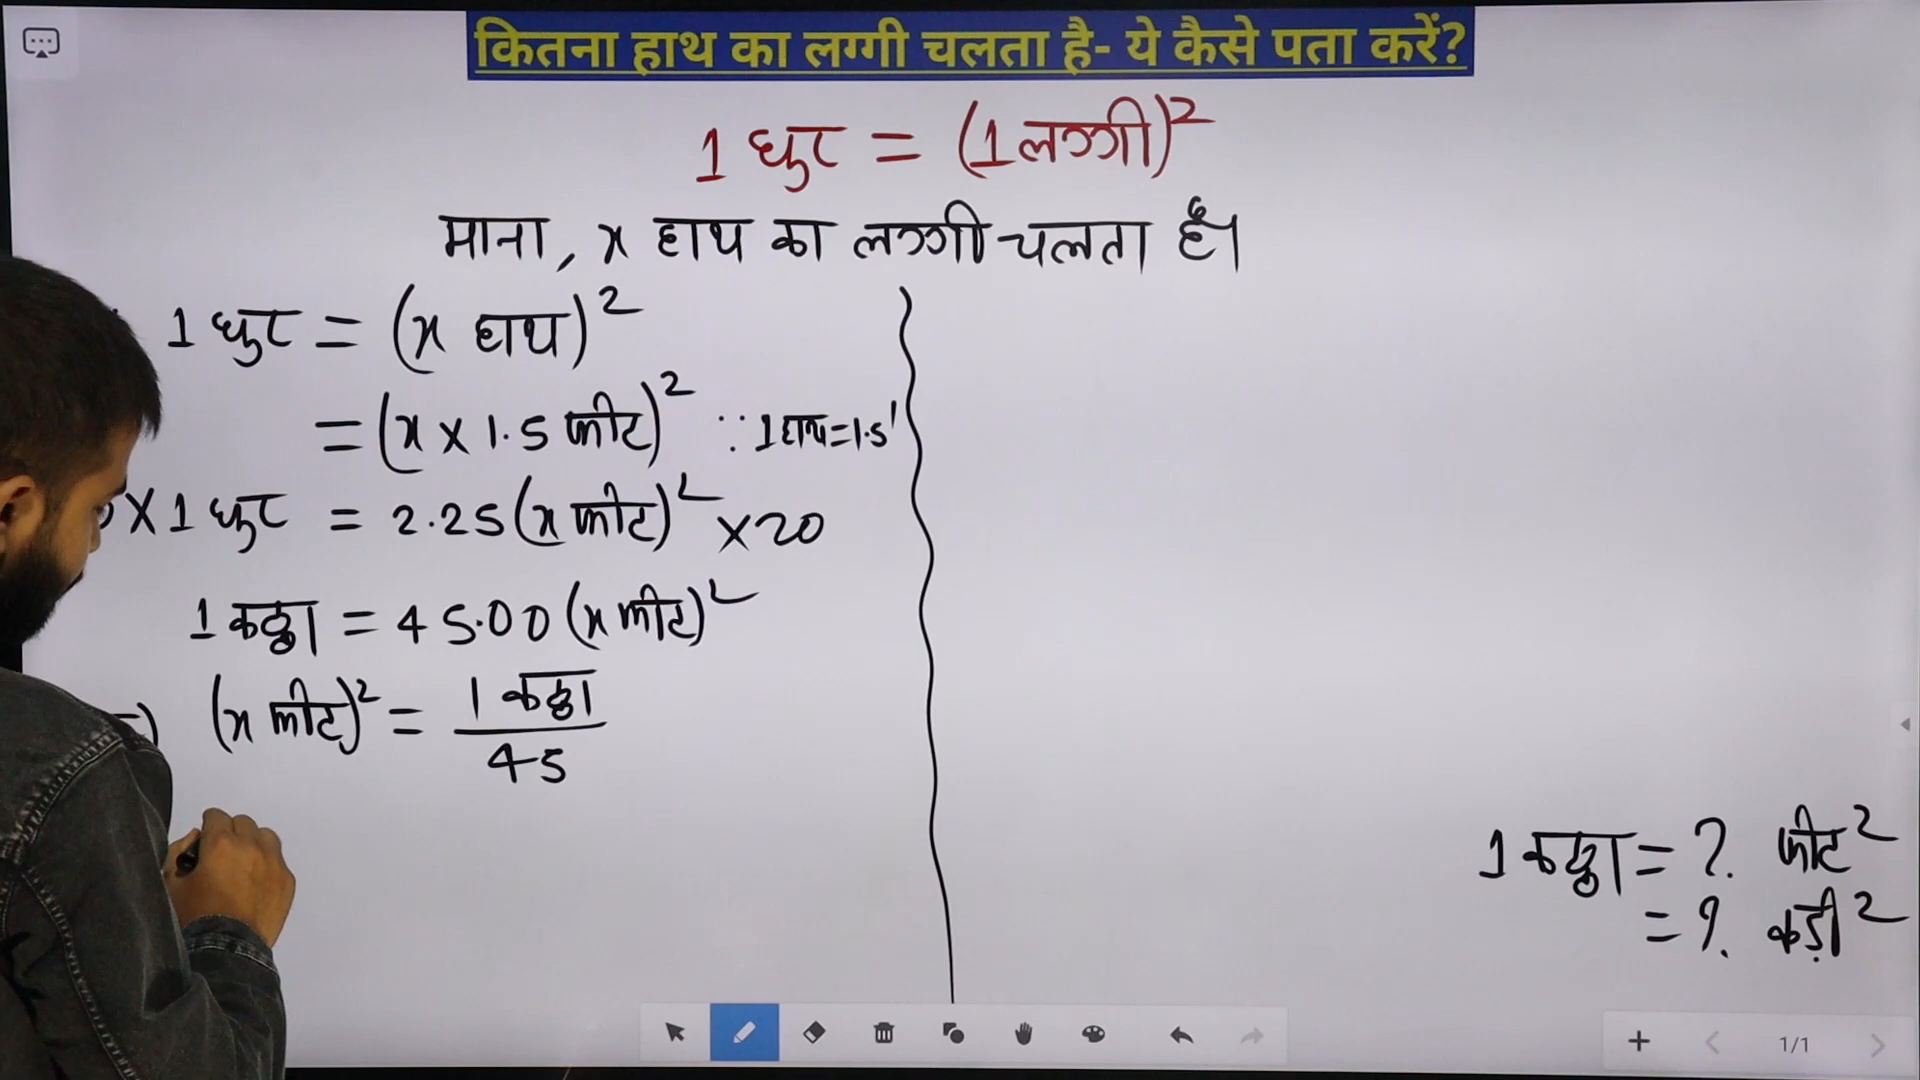 कितना हाथ का लग्गी चलता है- ये कैसे पता करें?
1 धुर = (1 लग्गी)²
माना, x हाथ का लग्गी चलता है।
1 धुर = (x हाथ)²
= (x × 1.5 फीट)² ∵ 1 हाथ = 1.5'
× 1 धुर = 2.25 (x फीट)² × 20
1 कट्ठा = 45.00 (x फीट)²
(x फीट)² = 1 कट्ठा
45
1 कट्ठा = ? फीट²
= ? कड़ी²
1/1